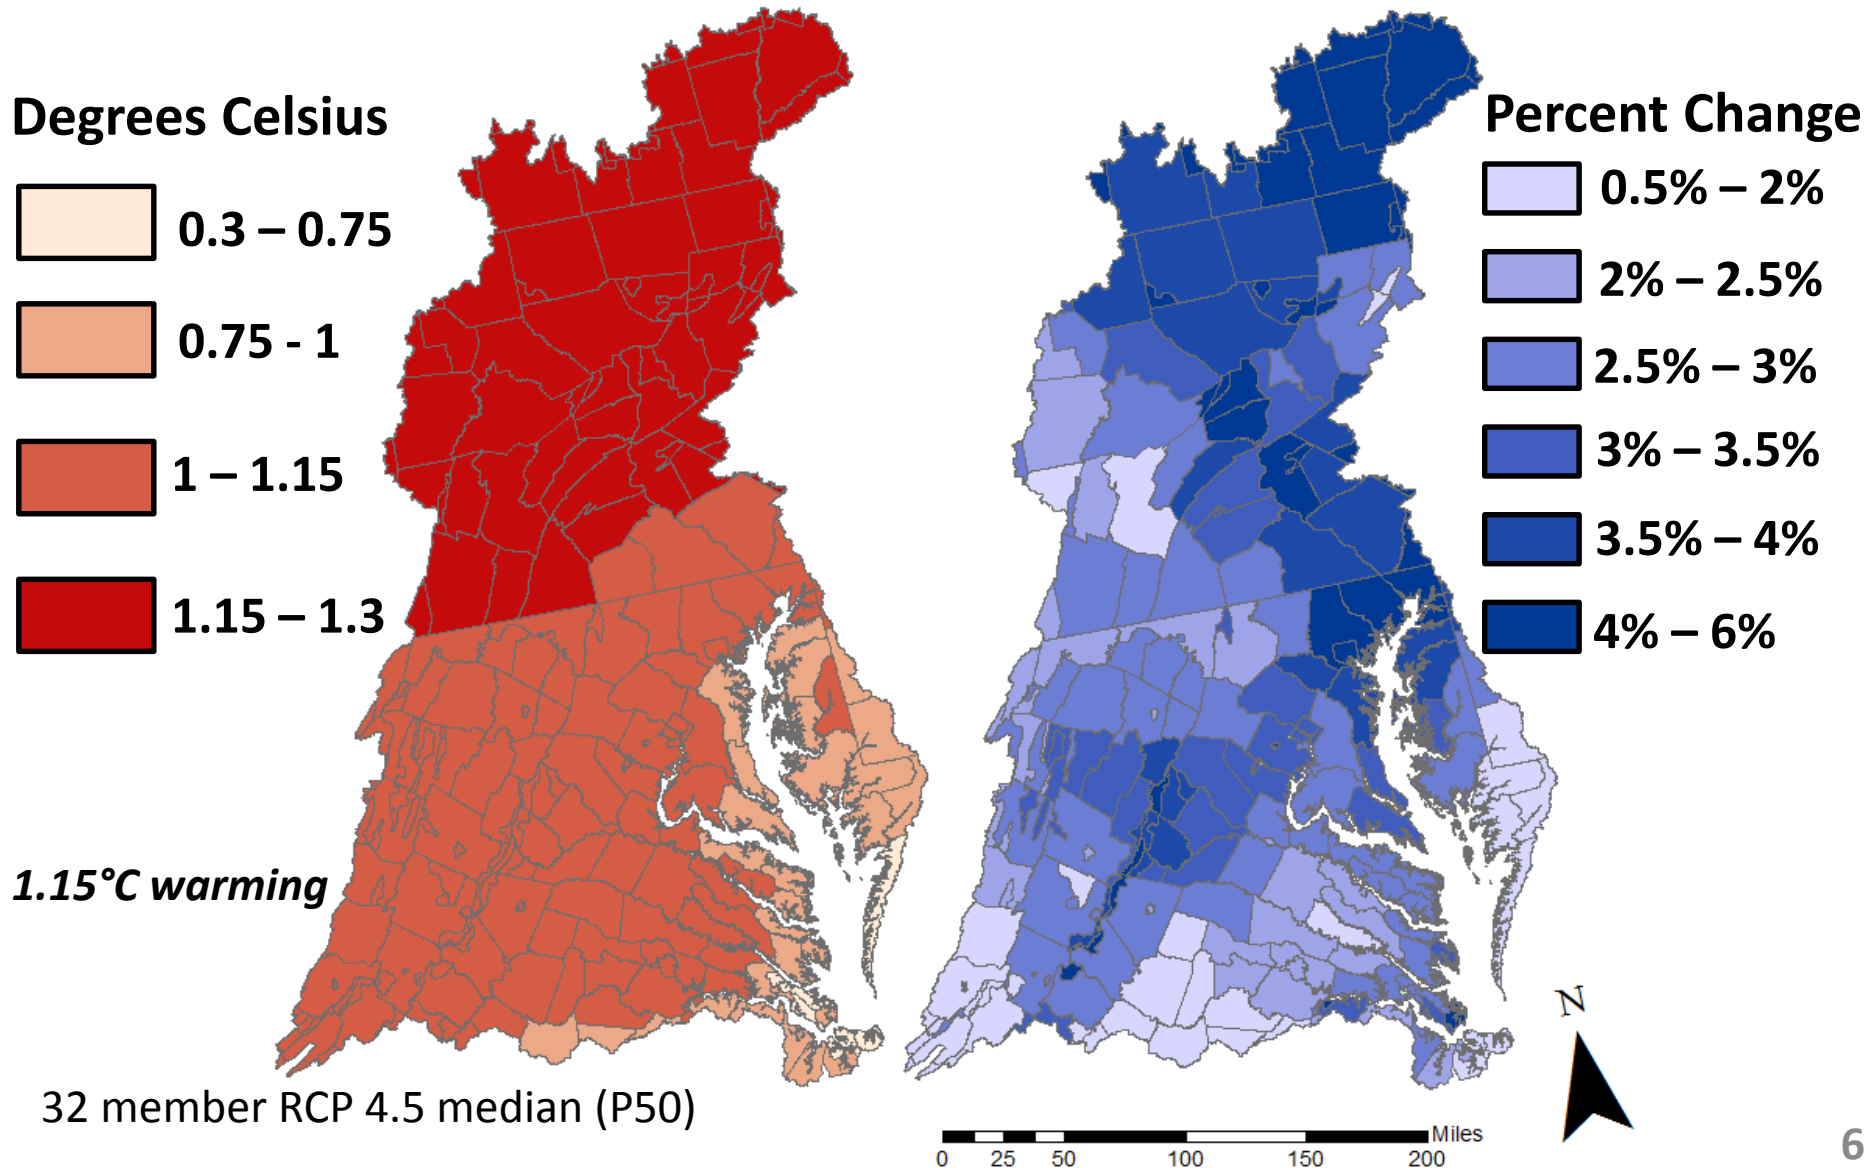 Degrees Celsius
0.3 – 0.75
0.75 - 1
1 – 1.15
1.15 – 1.3
1.15°C warming
32 member RCP 4.5 median (P50)
Percent Change
0.5% – 2%
2% – 2.5%
2.5% – 3%
3% – 3.5%
3.5% – 4%
4% – 6%
N
Miles
0 25 50 100 150 200
6